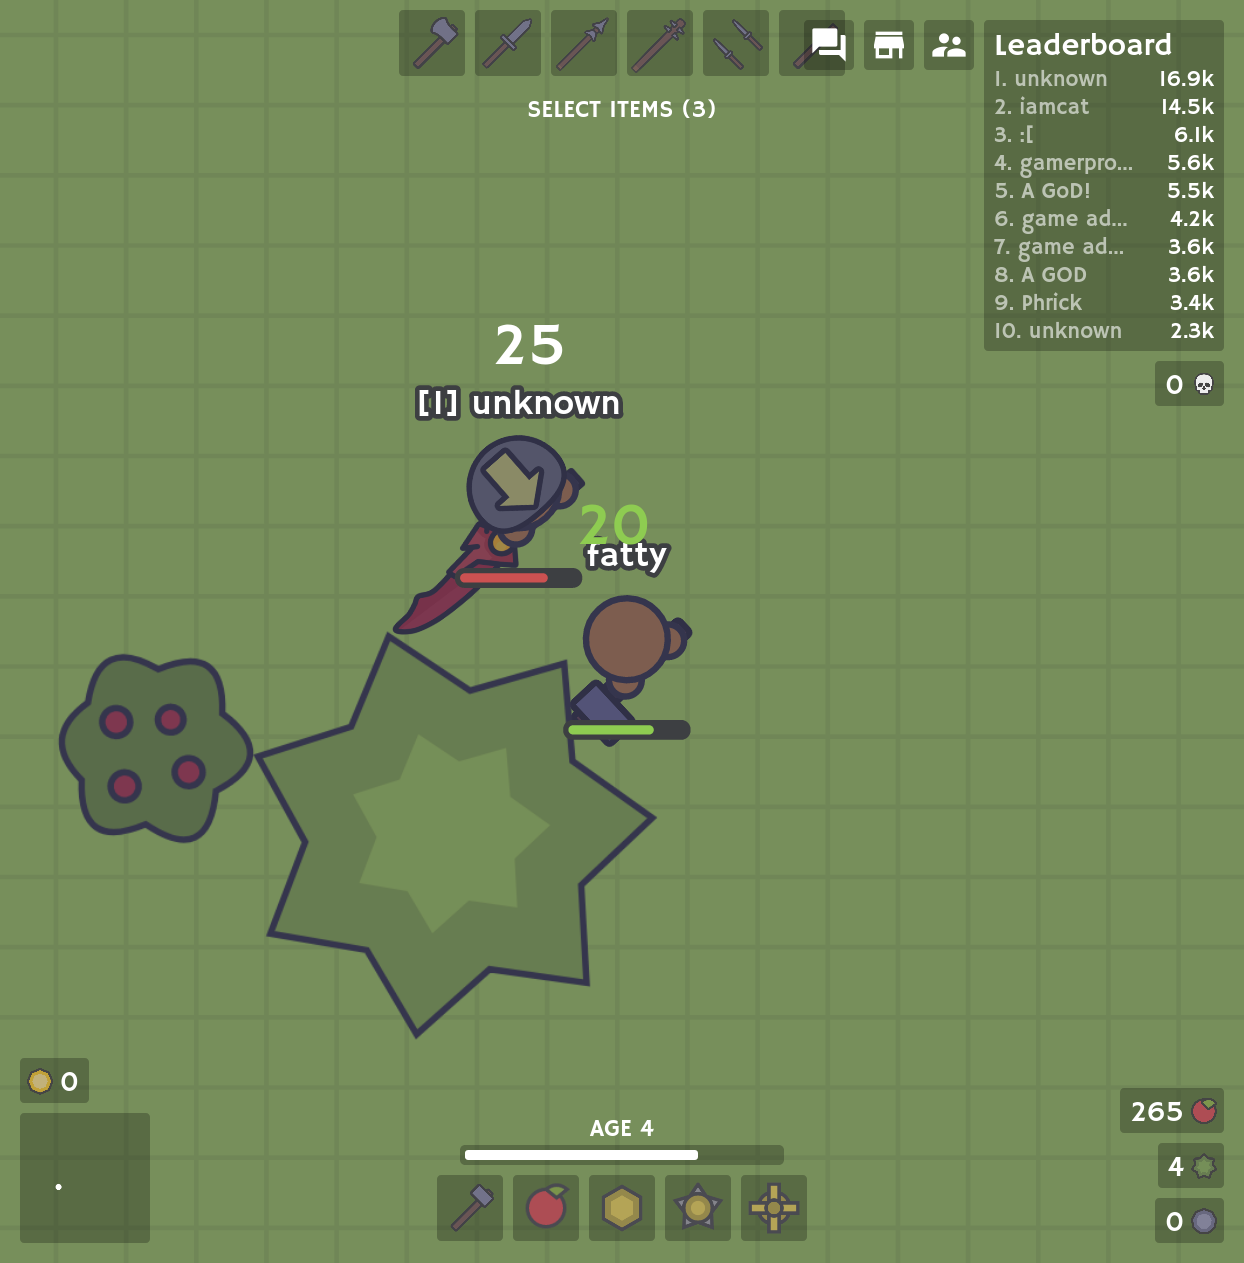 SELECT ITEMS (3)
Leaderboard
1. unknown 16.9k
2. iamcat 14.5k
3. :[ 6.1k
4. gamerpro... 5.6k
5. A GoD! 5.5k
6. game ad... 4.2k
7. game ad... 3.6k
8. A GOD 3.6k
9. Phrick 3.4k
10. unknown 2.3k
0
25
[I] unknown
20
fatty
0
265
4
0
AGE 4